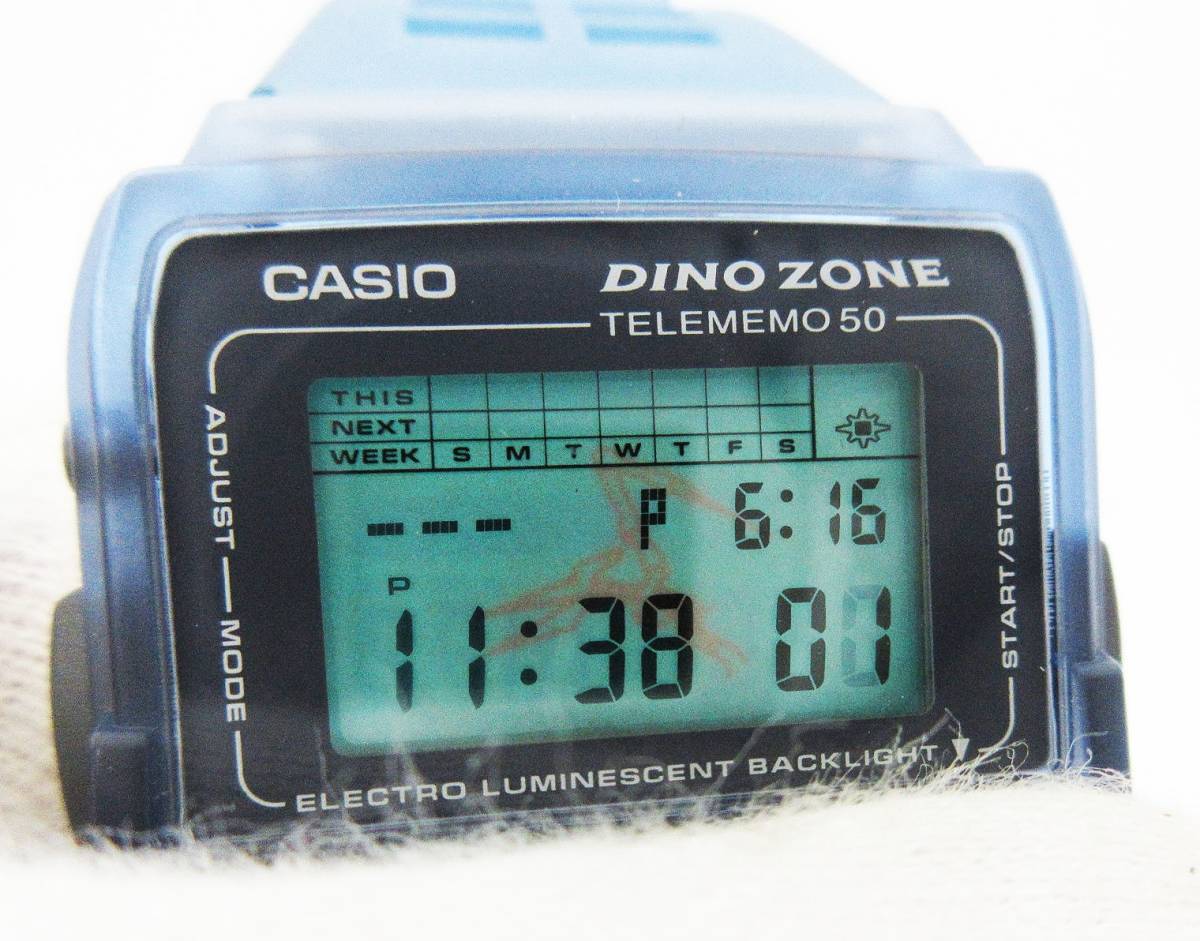 CASIO DINO ZONE
TELEMEMO 50
THIS
NEXT
WEEK S M T W T F S
--- P 6:16
P
11:38 01
ADJUST MODE
START/STOP
ELECTRO LUMINESCENT BACKLIGHT